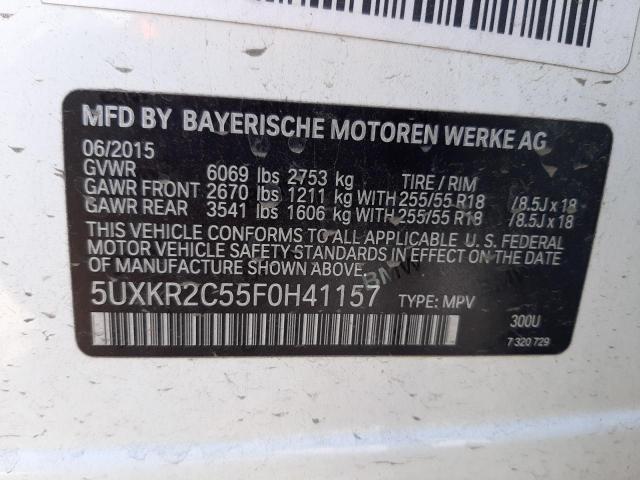 MFD BY BAYERISCHE MOTOREN WERKE AG
06/2015
GVWR 6069 lbs 2753 kg TIRE / RIM
GAWR FRONT 2670 lbs 1211 kg WITH 255/55 R18 /8.5J x 18
GAWR REAR 3541 lbs 1606 kg WITH 255/55 R18 /8.5J x 18
THIS VEHICLE CONFORMS TO ALL APPLICABLE U. S. FEDERAL
MOTOR VEHICLE SAFETY STANDARDS IN EFFECT ON THE DATE
OF MANUFACTURE SHOWN ABOVE.
BMW BMW
5UXKR2C55F0H41157 TYPE: MPV
300U
7 320 729